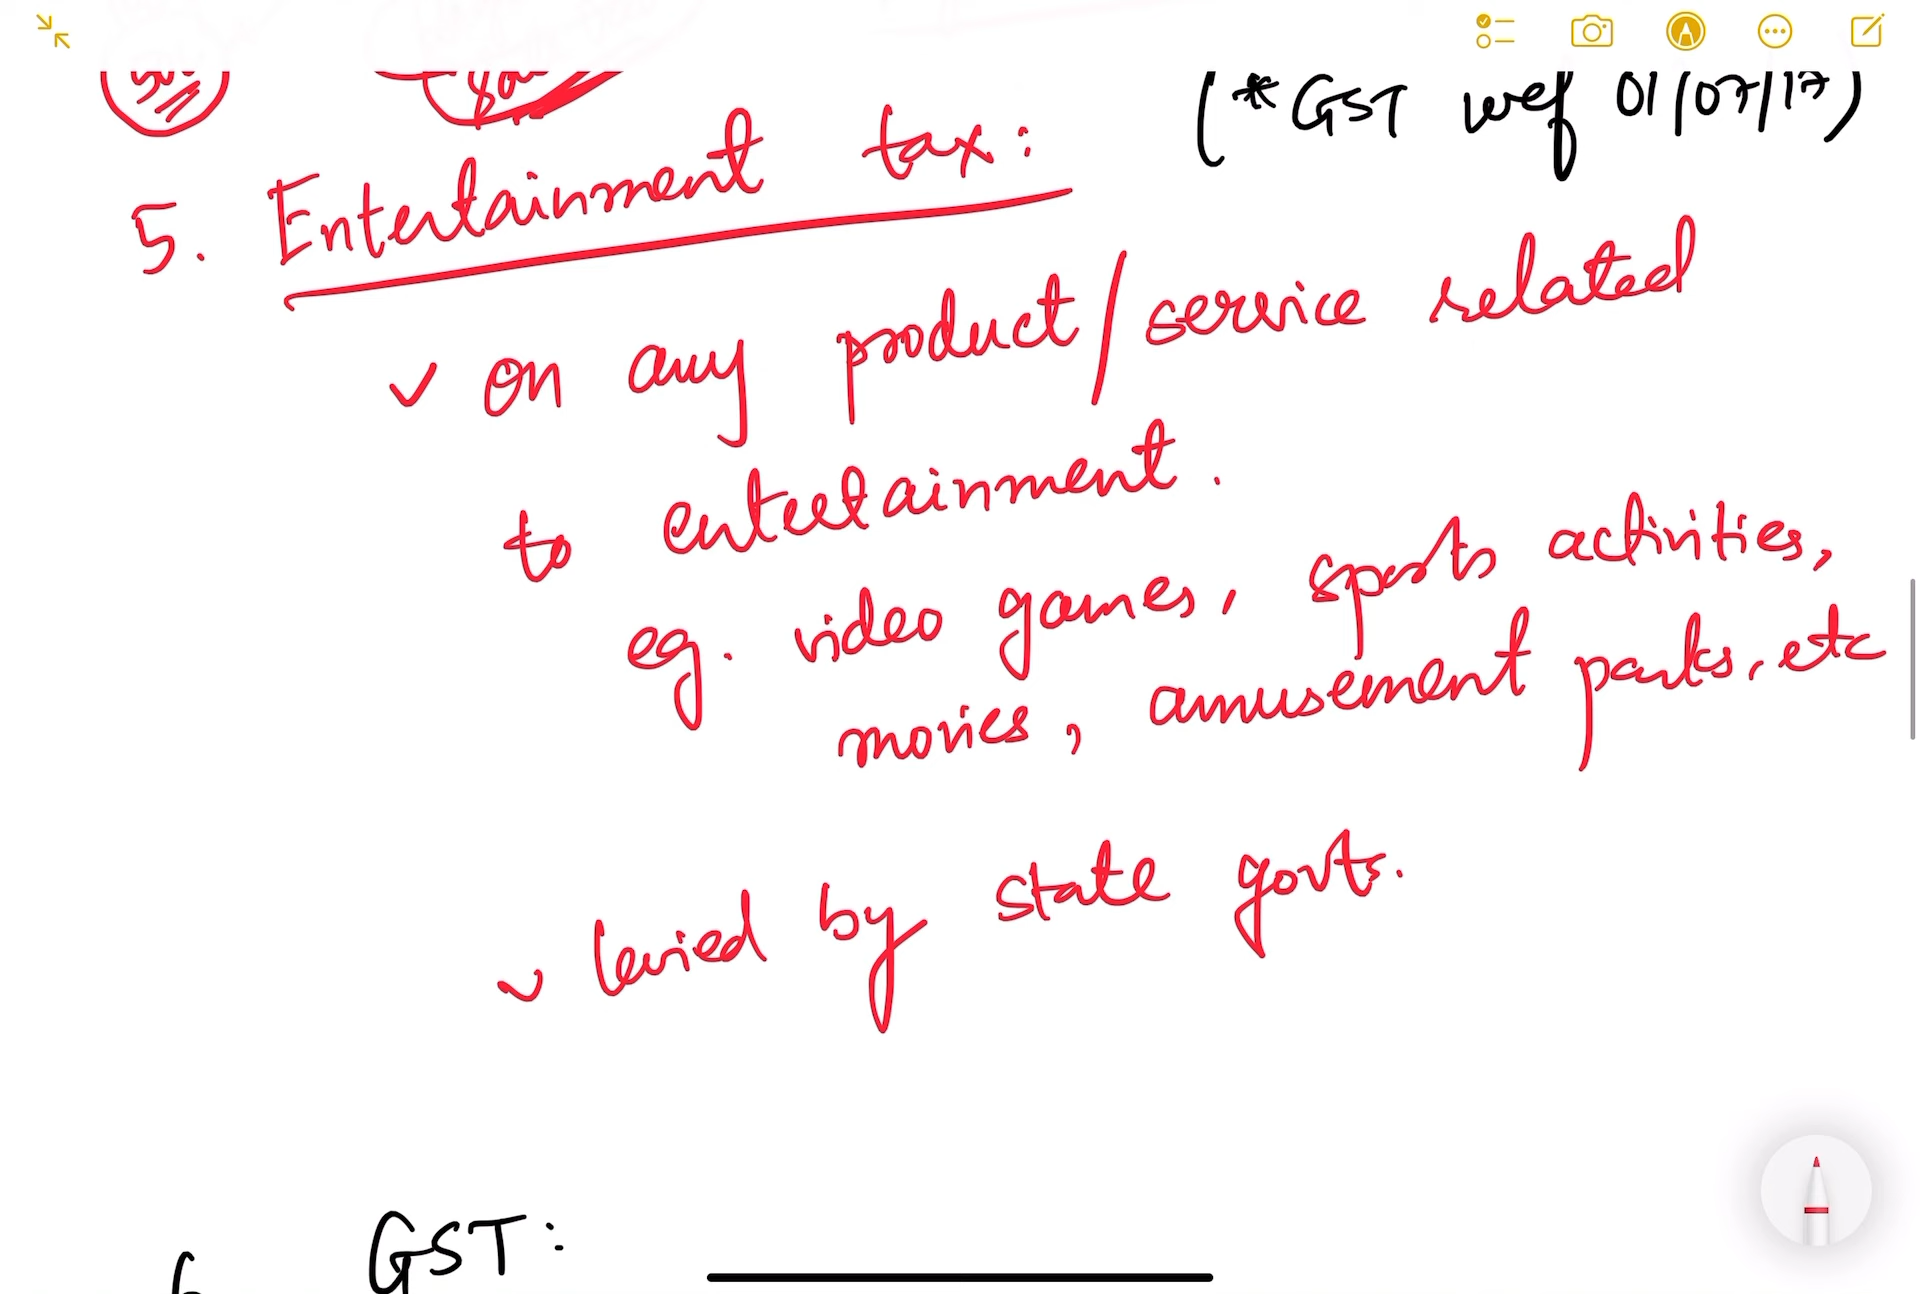 (*GST wef 01/07/17)
5. Entertainment tax:
✓ on any product/service related
to entertainment.
eg. video games, sports activities,
movies, amusement parks, etc
✓ levied by state govts.
6 GST: